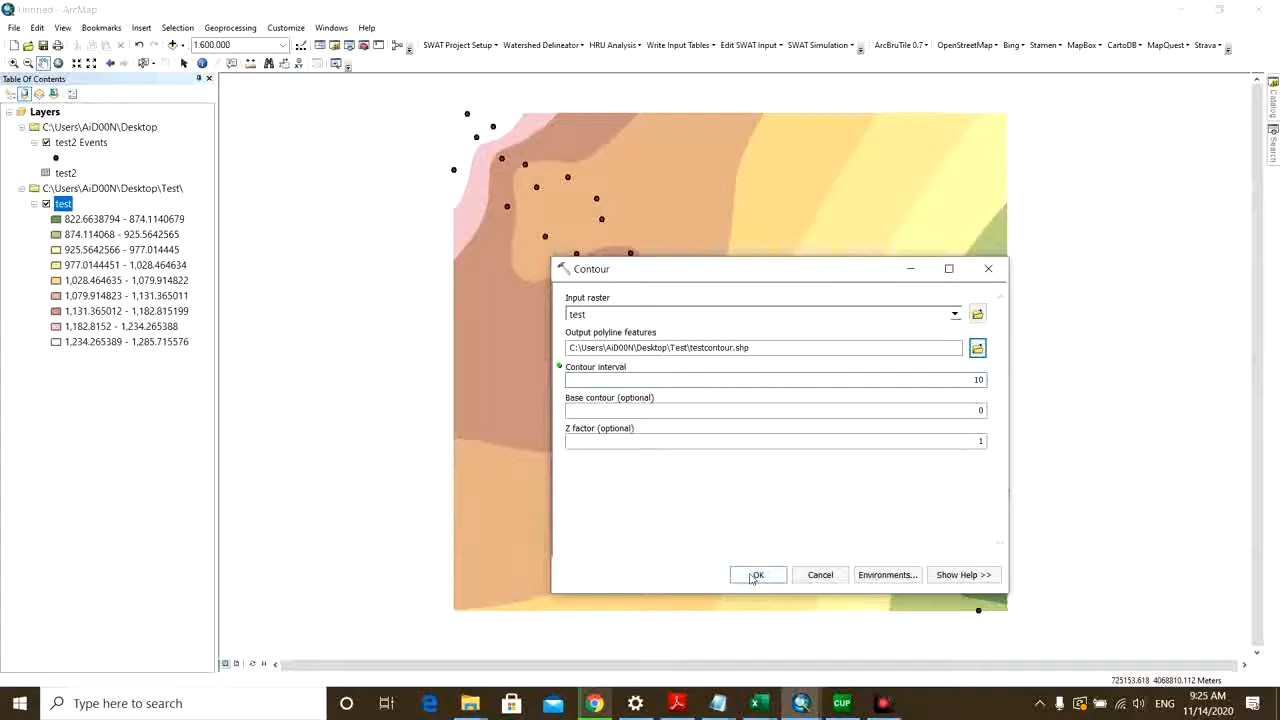 Untitled - ArcMap
File Edit View Bookmarks Insert Selection Geoprocessing Customize Windows Help
1:600.000
SWAT Project Setup Watershed Delineator HRU Analysis Write Input Tables Edit SWAT Input SWAT Simulation
ArcBruTile 0.7 OpenStreetMap Bing Stamen MapBox CartoDB MapQuest Strava
Table Of Contents
Layers
C:\Users\AiD00N\Desktop
test2 Events
test2
C:\Users\AiD00N\Desktop\Test\
test
822.6638794 - 874.1140679
874.114068 - 925.5642565
925.5642566 - 977.014445
977.0144451 - 1,028.464634
1,028.464635 - 1,079.914822
1,079.914823 - 1,131.365011
1,131.365012 - 1,182.815199
1,182.8152 - 1,234.265388
1,234.265389 - 1,285.715576
Contour
Input raster
test
Output polyline features
C:\Users\AiD00N\Desktop\Test\testcontour.shp
Contour interval
10
Base contour (optional)
0
Z factor (optional)
1
OK Cancel Environments... Show Help >>
Catalog
Search
725153.618 4068810.112 Meters
Type here to search
CUP
ENG
9:25 AM
11/14/2020